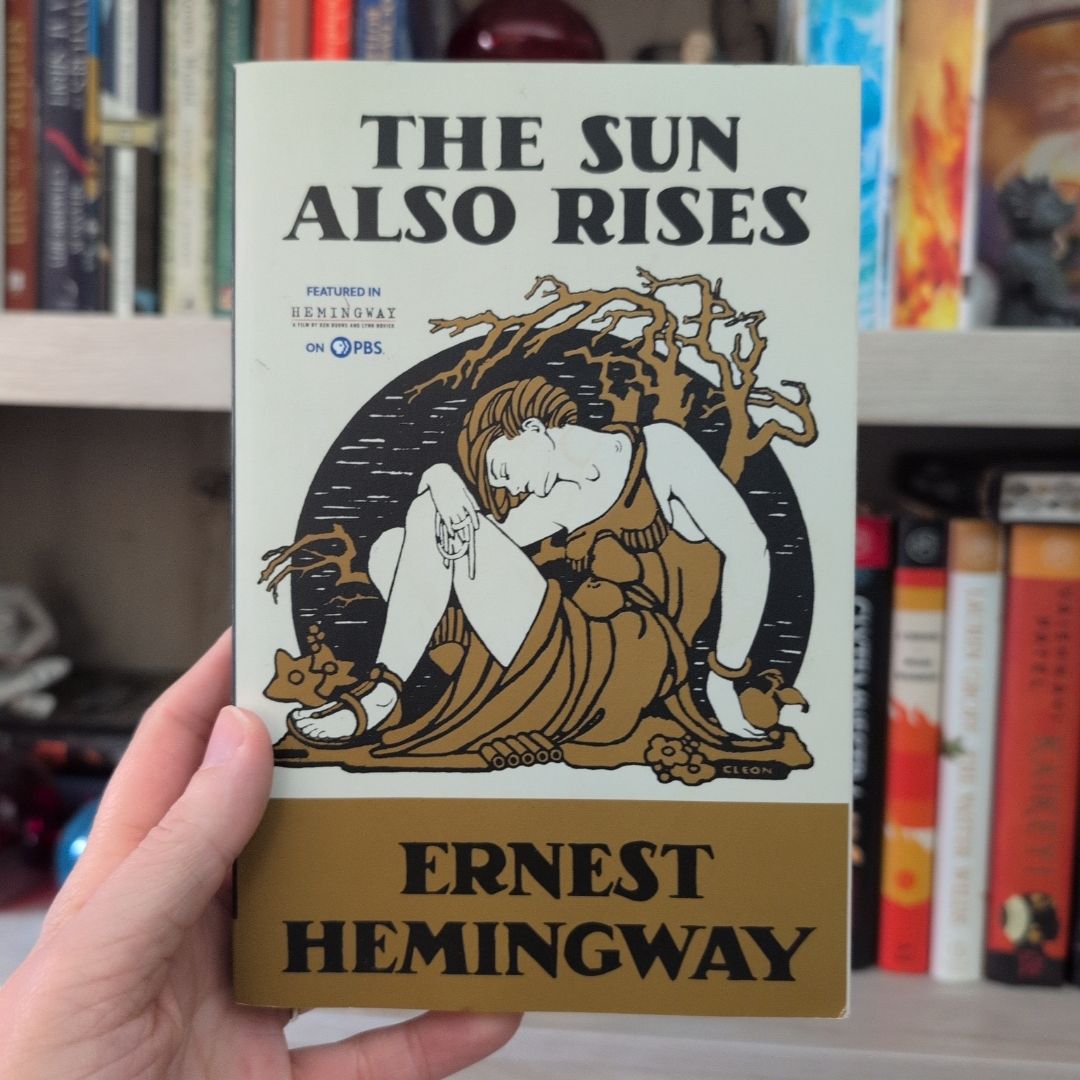 THE SUN
ALSO RISES
FEATURED IN
HEMINGWAY
A FILM BY KEN BURNS AND LYNN NOVICK
ON PBS
CLEON
ERNEST
HEMINGWAY
KAIKEYI